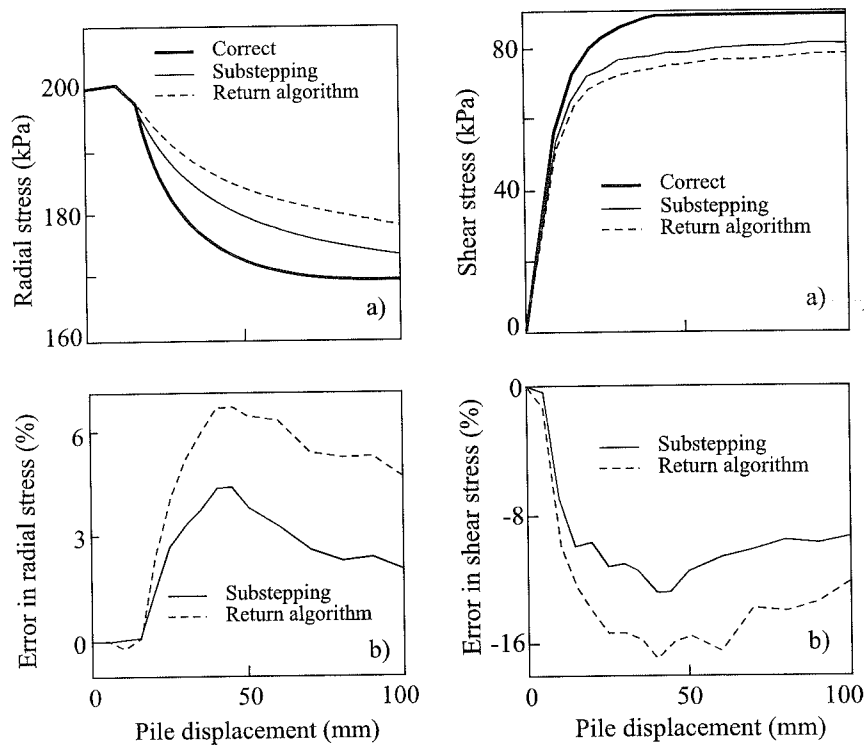 Correct
Substepping
Return algorithm
200
180
160
Radial stress (kPa)
a)
80
40
0
Shear stress (kPa)
Correct
Substepping
Return algorithm
a)
6
3
0
Error in radial stress (%)
Substepping
Return algorithm
b)
0
50
100
Pile displacement (mm)
0
-8
-16
Error in shear stress (%)
Substepping
Return algorithm
b)
0
50
100
Pile displacement (mm)